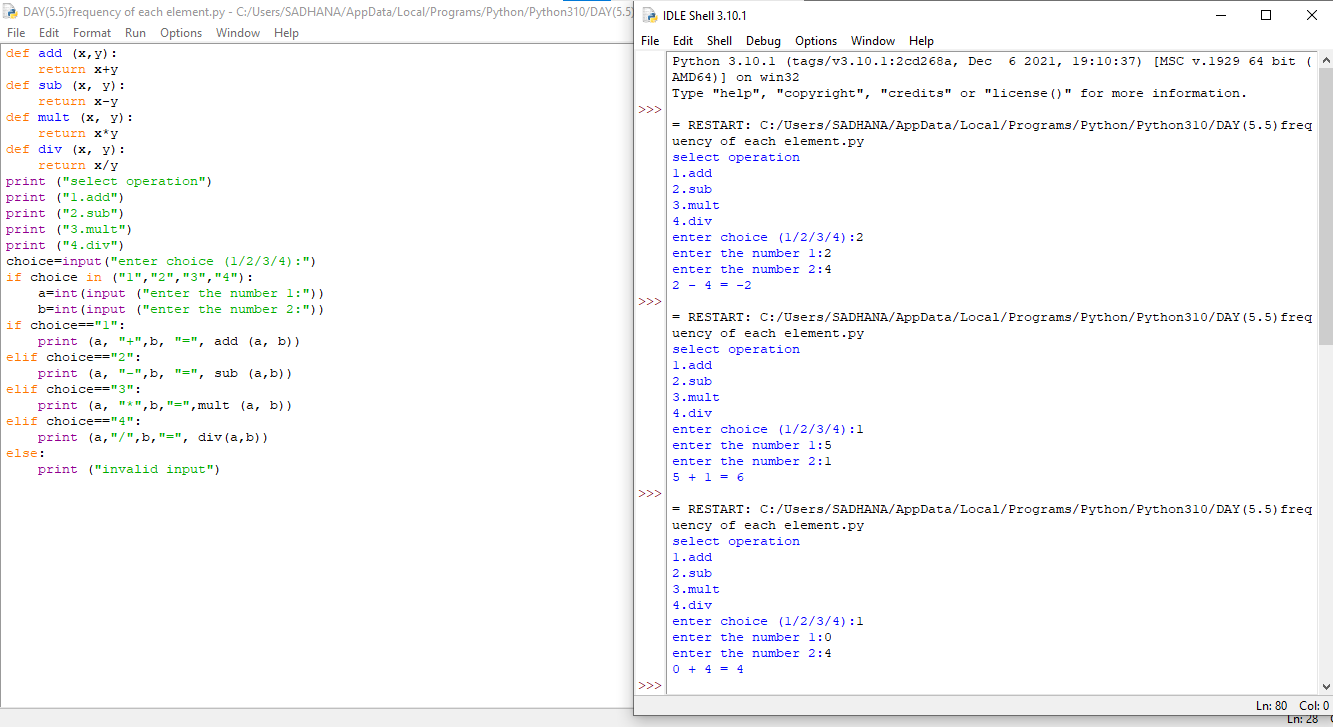 DAY(5.5)frequency of each element.py - C:/Users/SADHANA/AppData/Local/Programs/Python/Python310/DAY(5.5)
File Edit Format Run Options Window Help
def add (x,y):
    return x+y
def sub (x, y):
    return x-y
def mult (x, y):
    return x*y
def div (x, y):
    return x/y
print ("select operation")
print ("1.add")
print ("2.sub")
print ("3.mult")
print ("4.div")
choice=input("enter choice (1/2/3/4):")
if choice in ("1","2","3","4"):
    a=int(input ("enter the number 1:"))
    b=int(input ("enter the number 2:"))
if choice=="1":
    print (a, "+",b, "=", add (a, b))
elif choice=="2":
    print (a, "-",b, "=", sub (a,b))
elif choice=="3":
    print (a, "*",b,"=",mult (a, b))
elif choice=="4":
    print (a,"/",b,"=", div(a,b))
else:
    print ("invalid input")
IDLE Shell 3.10.1
File Edit Shell Debug Options Window Help
Python 3.10.1 (tags/v3.10.1:2cd268a, Dec  6 2021, 19:10:37) [MSC v.1929 64 bit (
AMD64)] on win32
Type "help", "copyright", "credits" or "license()" for more information.
>>>
= RESTART: C:/Users/SADHANA/AppData/Local/Programs/Python/Python310/DAY(5.5)freq
uency of each element.py
select operation
1.add
2.sub
3.mult
4.div
enter choice (1/2/3/4):2
enter the number 1:2
enter the number 2:4
2 - 4 = -2
>>>
= RESTART: C:/Users/SADHANA/AppData/Local/Programs/Python/Python310/DAY(5.5)freq
uency of each element.py
select operation
1.add
2.sub
3.mult
4.div
enter choice (1/2/3/4):1
enter the number 1:5
enter the number 2:1
5 + 1 = 6
>>>
= RESTART: C:/Users/SADHANA/AppData/Local/Programs/Python/Python310/DAY(5.5)freq
uency of each element.py
select operation
1.add
2.sub
3.mult
4.div
enter choice (1/2/3/4):1
enter the number 1:0
enter the number 2:4
0 + 4 = 4
>>>
Ln: 80 Col: 0
Ln: 28